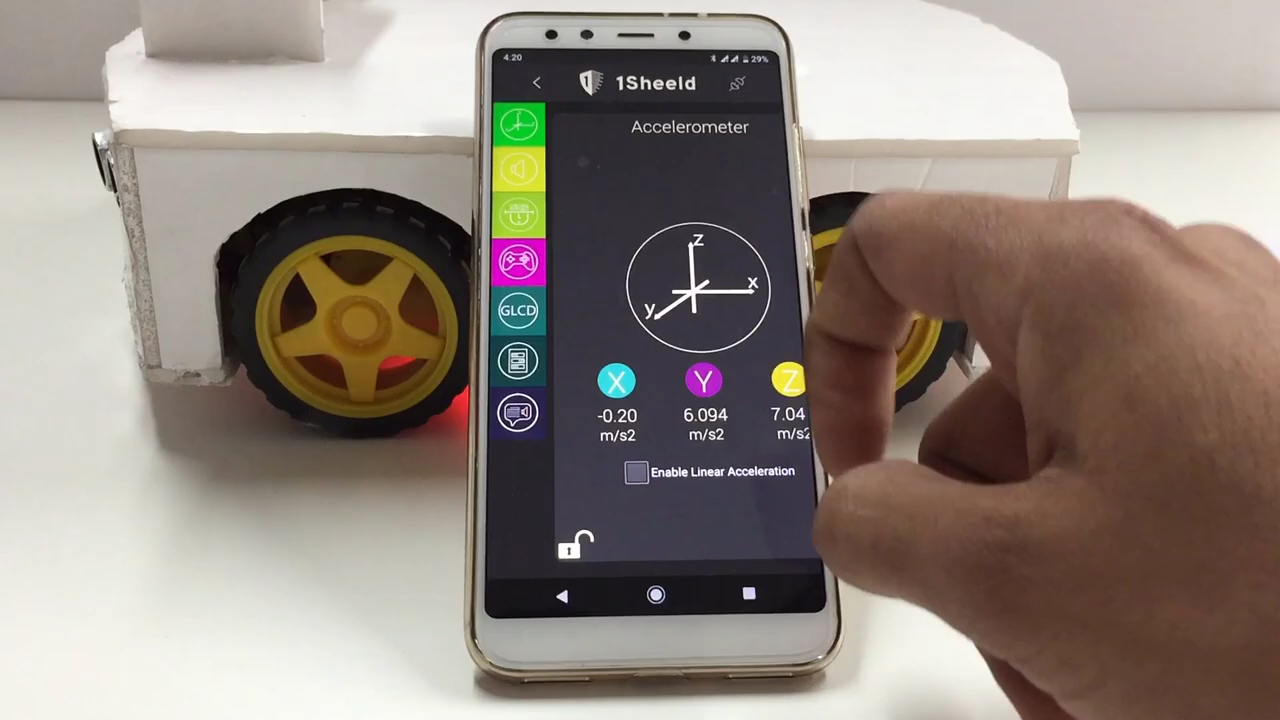 4.20
29%
1Sheeld
Accelerometer
z
x
y
GLCD
X Y Z
-0.20 6.094 7.04
m/s2 m/s2 m/s2
Enable Linear Acceleration